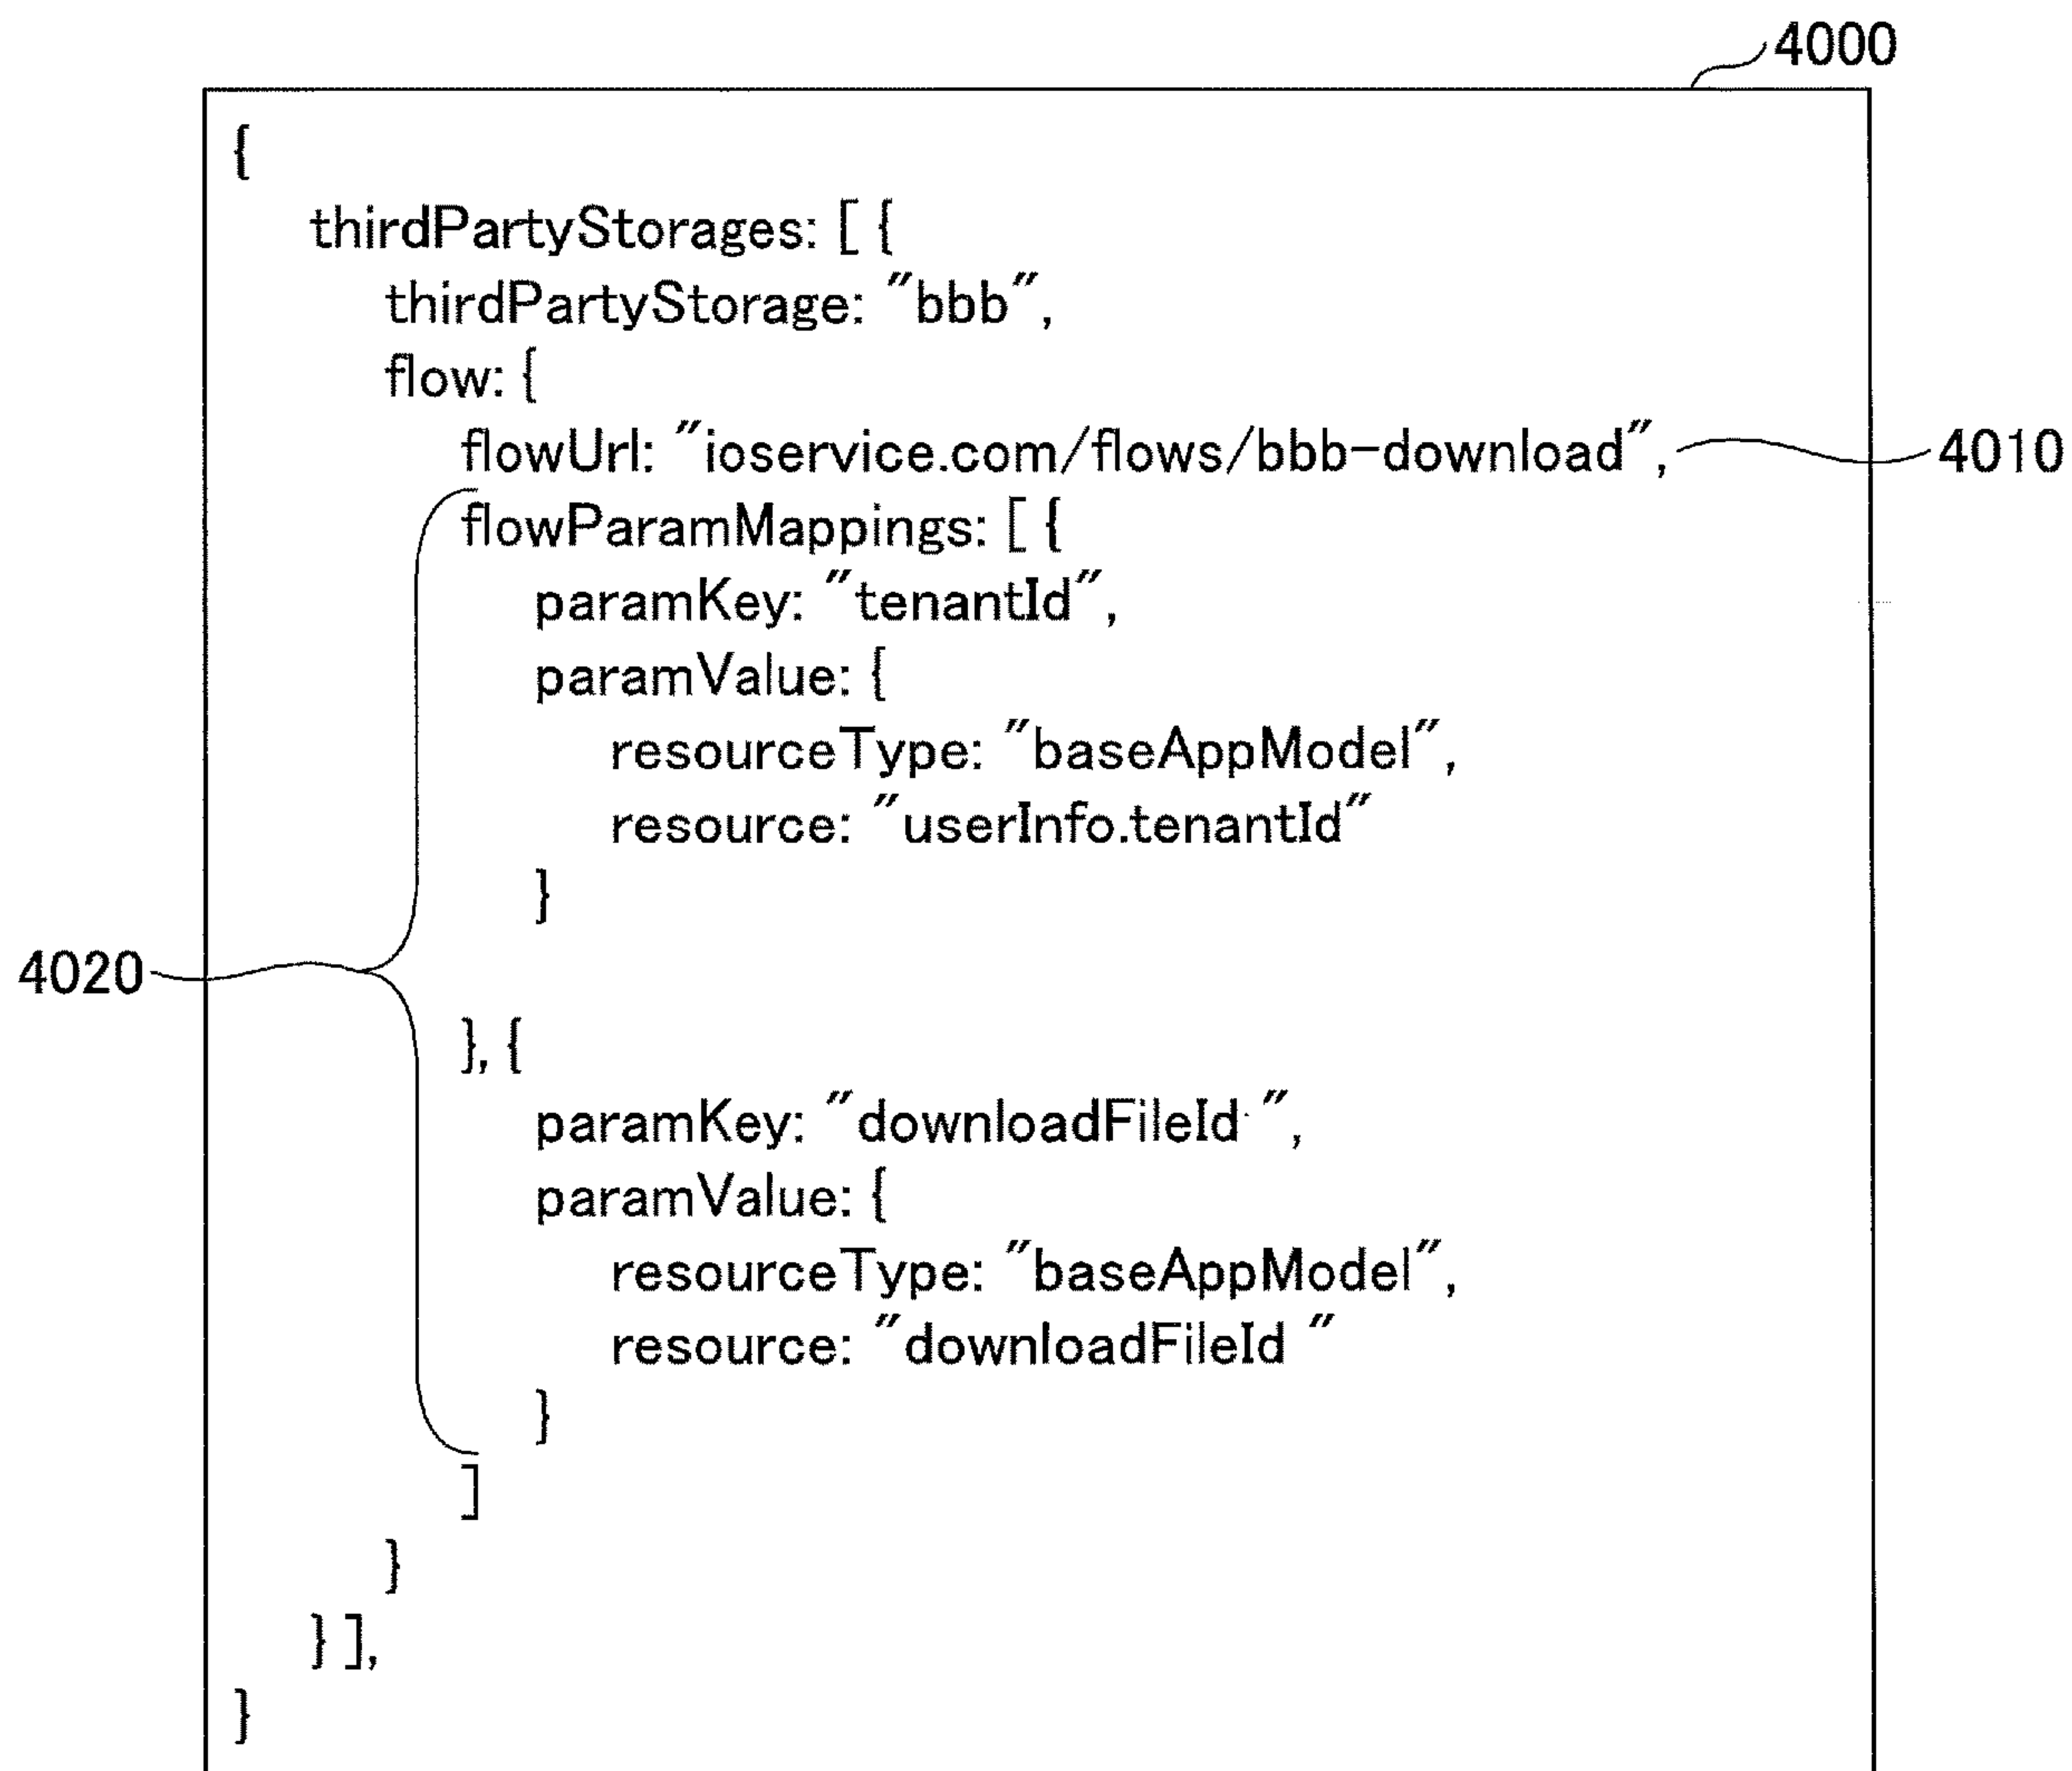 4000
{
thirdPartyStorages: [ {
thirdPartyStorage: "bbb",
flow: {
flowUrl: "ioservice.com/flows/bbb-download",
4010
flowParamMappings: [ {
paramKey: "tenantId",
paramValue: {
resourceType: "baseAppModel",
resource: "userInfo.tenantId"
}
4020
}, {
paramKey: "downloadFileId ",
paramValue: {
resourceType: "baseAppModel",
resource: "downloadFileId "
}
]
}
} ],
}